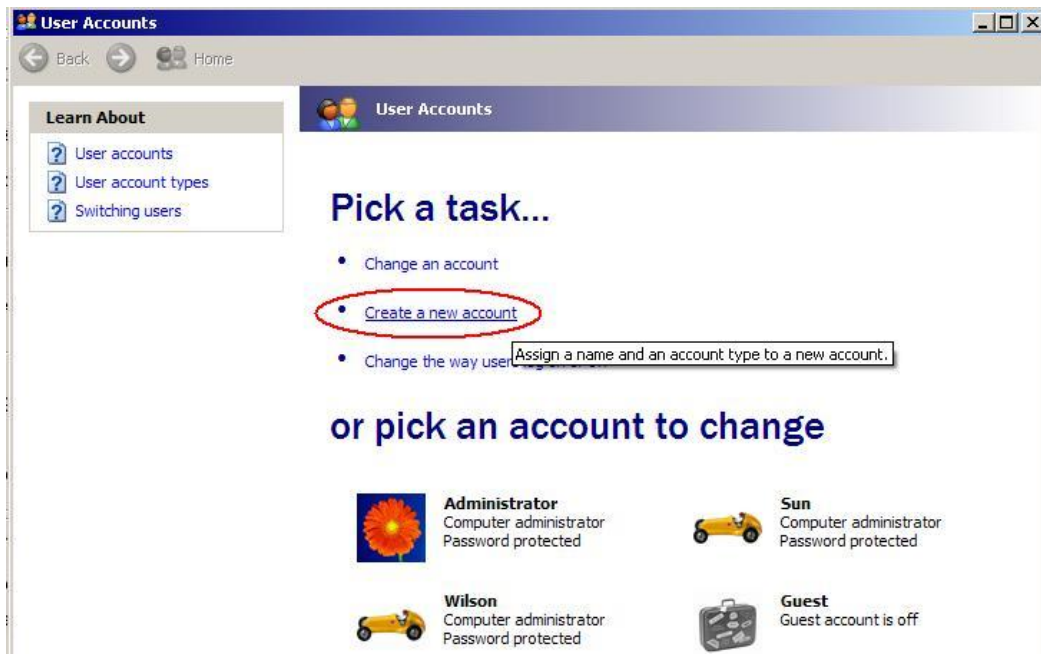 User Accounts
Back Home
Learn About
User accounts
User account types
Switching users
User Accounts
Pick a task...
Change an account
Create a new account
Assign a name and an account type to a new account.
Change the way users
or pick an account to change
Administrator
Computer administrator
Password protected
Sun
Computer administrator
Password protected
Wilson
Computer administrator
Password protected
Guest
Guest account is off